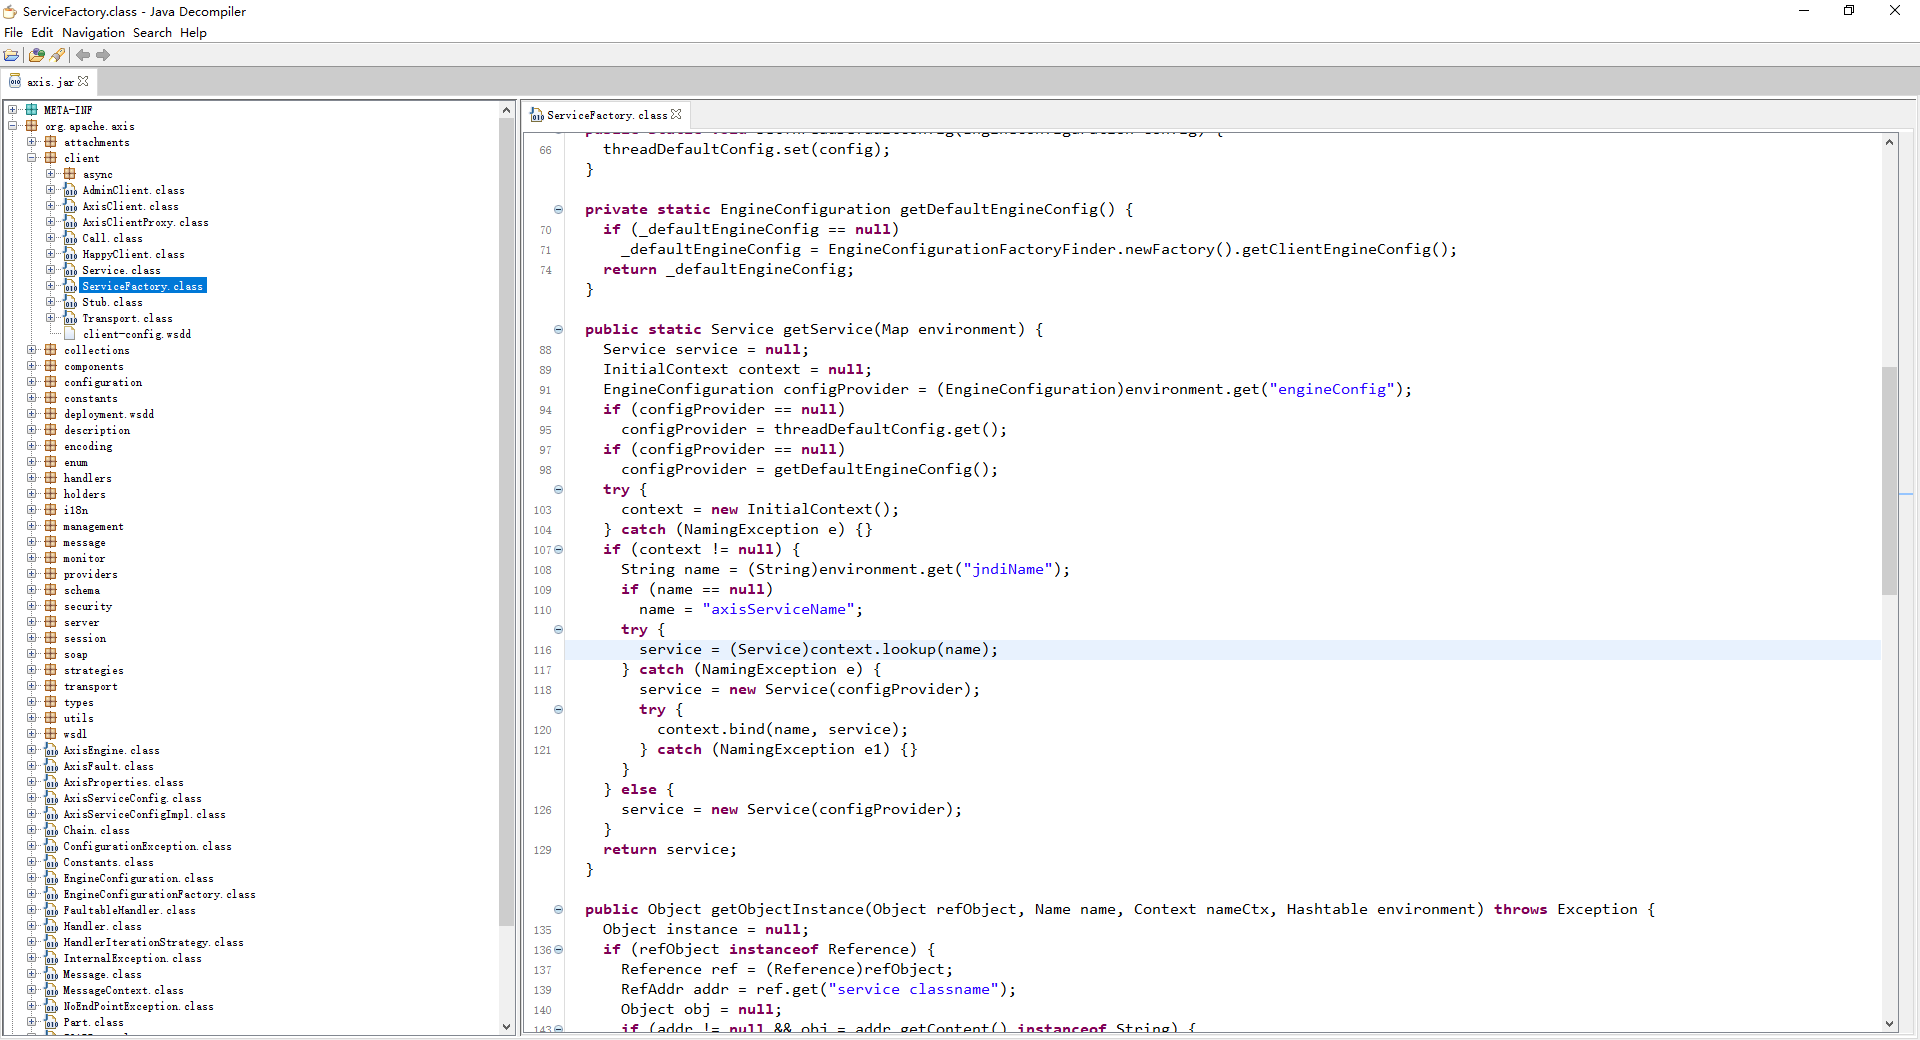 ServiceFactory.class - Java Decompiler
File Edit Navigation Search Help
axis.jar
META-INF
org.apache.axis
attachments
client
async
AdminClient.class
AxisClient.class
AxisClientProxy.class
Call.class
HappyClient.class
Service.class
ServiceFactory.class
Stub.class
Transport.class
client-config.wsdd
collections
components
configuration
constants
deployment.wsdd
description
encoding
enum
handlers
holders
i18n
management
message
monitor
providers
schema
security
server
session
soap
strategies
transport
types
utils
wsdl
AxisEngine.class
AxisFault.class
AxisProperties.class
AxisServiceConfig.class
AxisServiceConfigImpl.class
Chain.class
ConfigurationException.class
Constants.class
EngineConfiguration.class
EngineConfigurationFactory.class
FaultableHandler.class
Handler.class
HandlerIterationStrategy.class
InternalException.class
Message.class
MessageContext.class
NoEndPointException.class
Part.class
ServiceFactory.class
66 threadDefaultConfig.set(config);
}
private static EngineConfiguration getDefaultEngineConfig() {
70 if (_defaultEngineConfig == null)
71 _defaultEngineConfig = EngineConfigurationFactoryFinder.newFactory().getClientEngineConfig();
74 return _defaultEngineConfig;
}
public static Service getService(Map environment) {
88 Service service = null;
89 InitialContext context = null;
91 EngineConfiguration configProvider = (EngineConfiguration)environment.get("engineConfig");
94 if (configProvider == null)
95 configProvider = threadDefaultConfig.get();
97 if (configProvider == null)
98 configProvider = getDefaultEngineConfig();
try {
103 context = new InitialContext();
104 } catch (NamingException e) {}
107 if (context != null) {
108 String name = (String)environment.get("jndiName");
109 if (name == null)
110 name = "axisServiceName";
try {
116 service = (Service)context.lookup(name);
117 } catch (NamingException e) {
118 service = new Service(configProvider);
try {
120 context.bind(name, service);
121 } catch (NamingException e1) {}
}
} else {
126 service = new Service(configProvider);
}
129 return service;
}
public Object getObjectInstance(Object refObject, Name name, Context nameCtx, Hashtable environment) throws Exception {
135 Object instance = null;
136 if (refObject instanceof Reference) {
137 Reference ref = (Reference)refObject;
139 RefAddr addr = ref.get("service classname");
140 Object obj = null;
143 if (addr != null && obj = addr.getContent() instanceof String) {